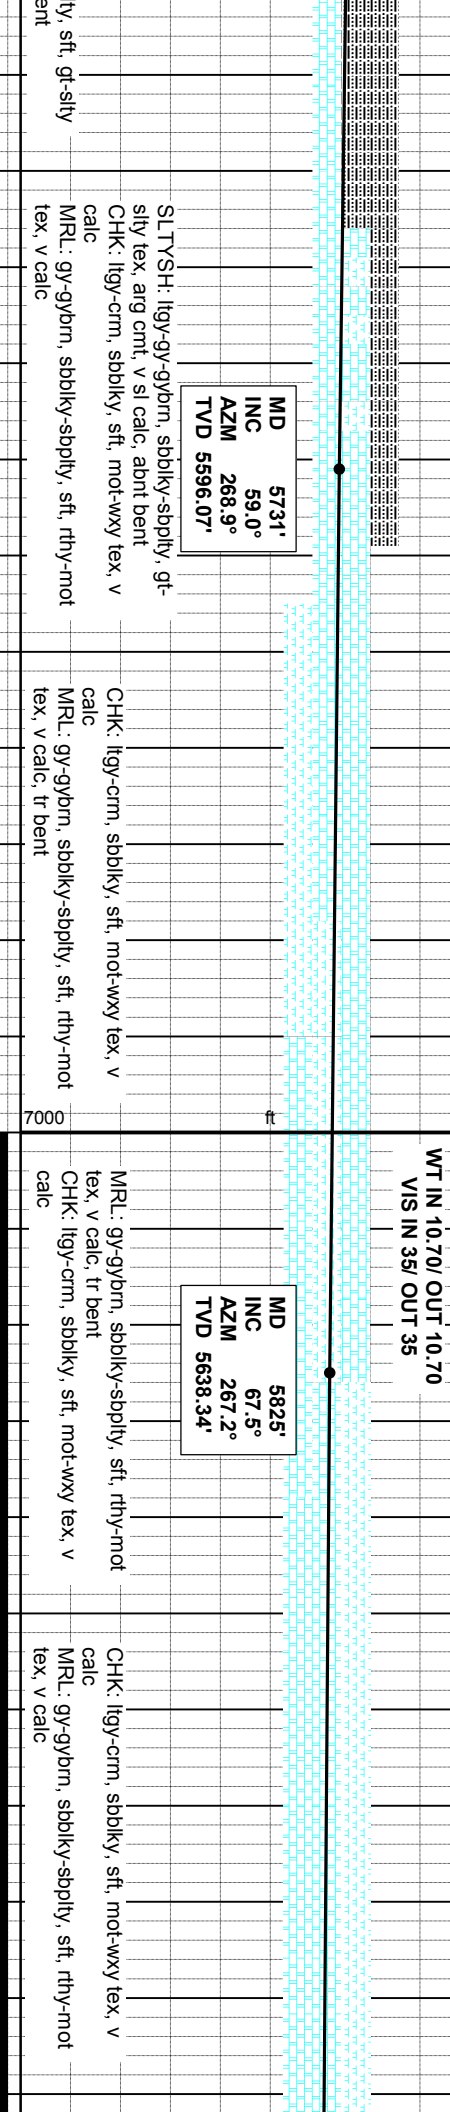 lty, sft, gt-slty
ent
SLTYSH: ltgy-gy-gybrn, sbblky-sbplty, gt-
slty tex, arg cmt, v sl calc, abnt bent
CHK: ltgy-crm, sbblky, sft, mot-wxy tex, v
calc
MRL: gy-gybrn, sbblky-sbplty, sft, rthy-mot
tex, v calc
MD 5731'
INC 59.0°
AZM 268.9°
TVD 5596.07'
CHK: ltgy-crm, sbblky, sft, mot-wxy tex, v
calc
MRL: gy-gybrn, sbblky-sbplty, sft, rthy-mot
tex, v calc, tr bent
7000
ft
WT IN 10.70/ OUT 10.70
VIS IN 35/ OUT 35
MRL: gy-gybrn, sbblky-sbplty, sft, rthy-mot
tex, v calc, tr bent
CHK: ltgy-crm, sbblky, sft, mot-wxy tex, v
calc
MD 5825'
INC 67.5°
AZM 267.2°
TVD 5638.34'
CHK: ltgy-crm, sbblky, sft, mot-wxy tex, v
calc
MRL: gy-gybrn, sbblky-sbplty, sft, rthy-mot
tex, v calc